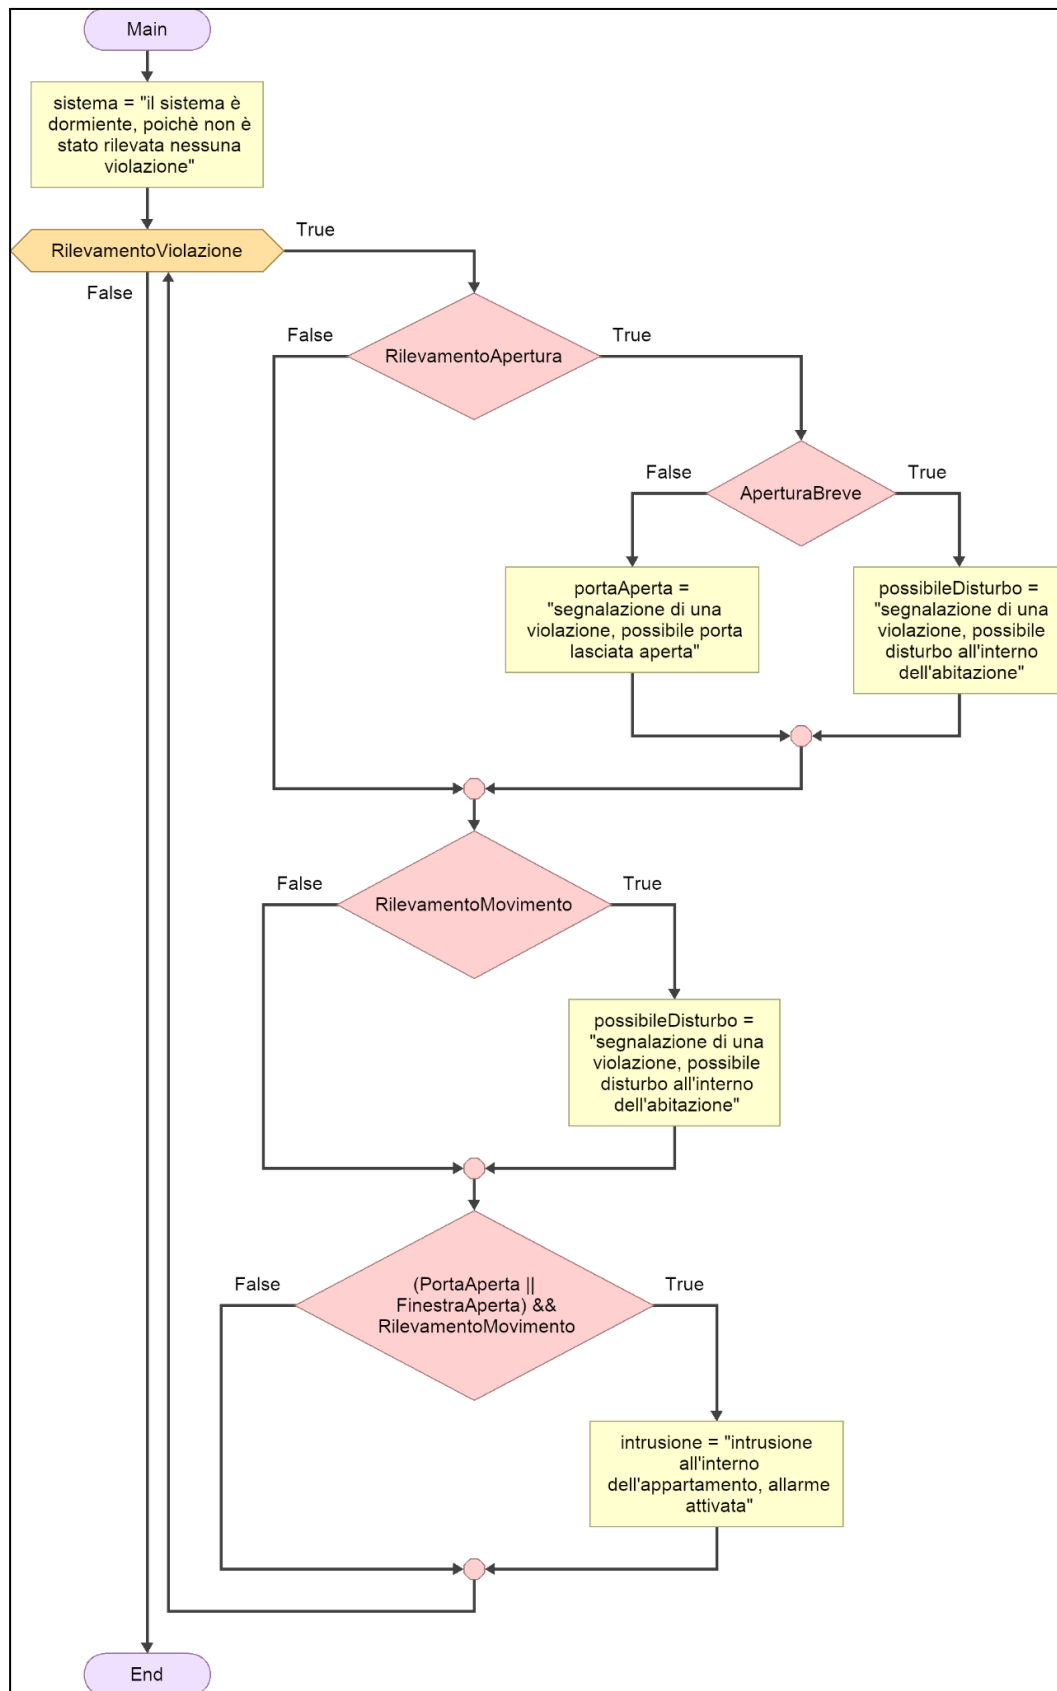 Main
sistema = "il sistema è
dormiente, poichè non è
stato rilevata nessuna
violazione"
RilevamentoViolazione
True
False
RilevamentoApertura
False
True
AperturaBreve
False
True
portaAperta =
"segnalazione di una
violazione, possibile porta
lasciata aperta"
possibileDisturbo =
"segnalazione di una
violazione, possibile
disturbo all'interno
dell'abitazione"
RilevamentoMovimento
False
True
possibileDisturbo =
"segnalazione di una
violazione, possibile
disturbo all'interno
dell'abitazione"
(PortaAperta ||
FinestraAperta) &&
RilevamentoMovimento
False
True
intrusione = "intrusione
all'interno
dell'appartamento, allarme
attivata"
End